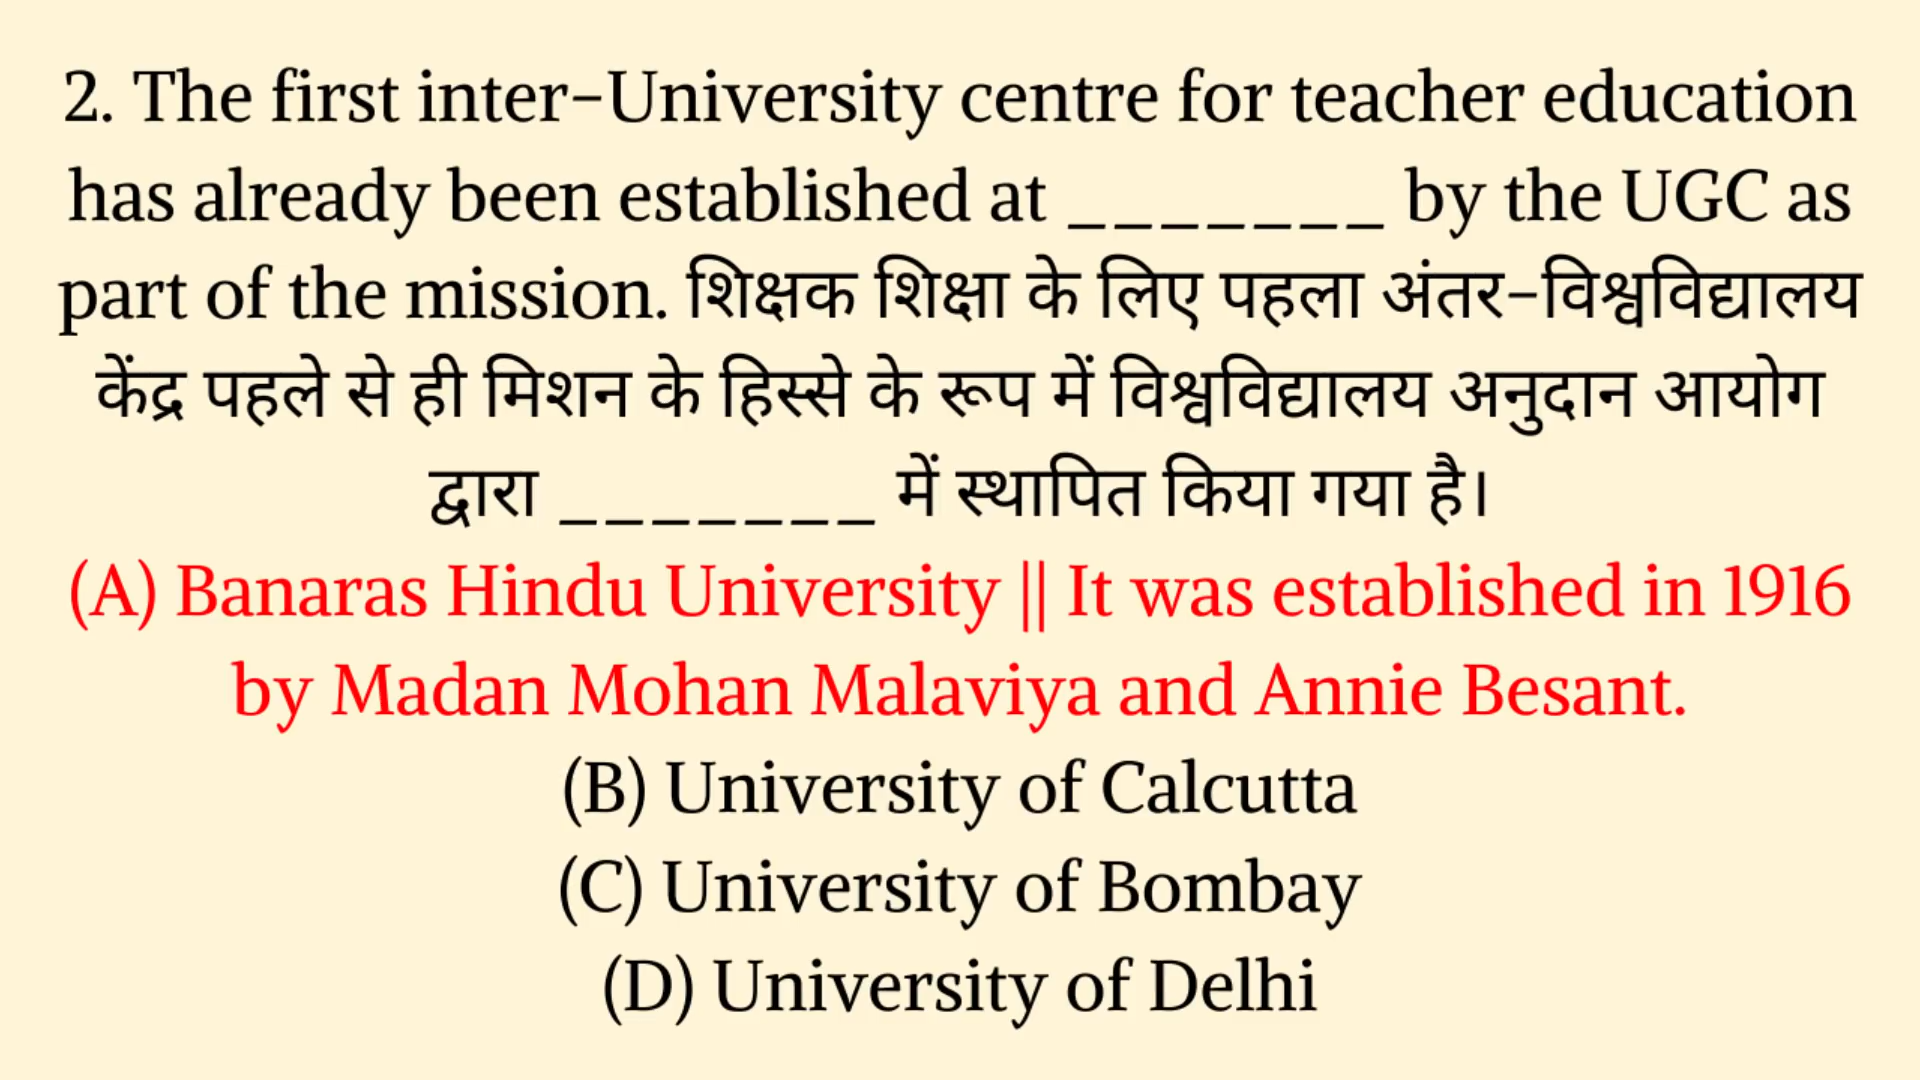 2. The first inter-University centre for teacher education
has already been established at _______ by the UGC as
part of the mission. शिक्षक शिक्षा के लिए पहला अंतर-विश्वविद्यालय
केंद्र पहले से ही मिशन के हिस्से के रूप में विश्वविद्यालय अनुदान आयोग
द्वारा _______ में स्थापित किया गया है।
(A) Banaras Hindu University || It was established in 1916
by Madan Mohan Malaviya and Annie Besant.
(B) University of Calcutta
(C) University of Bombay
(D) University of Delhi